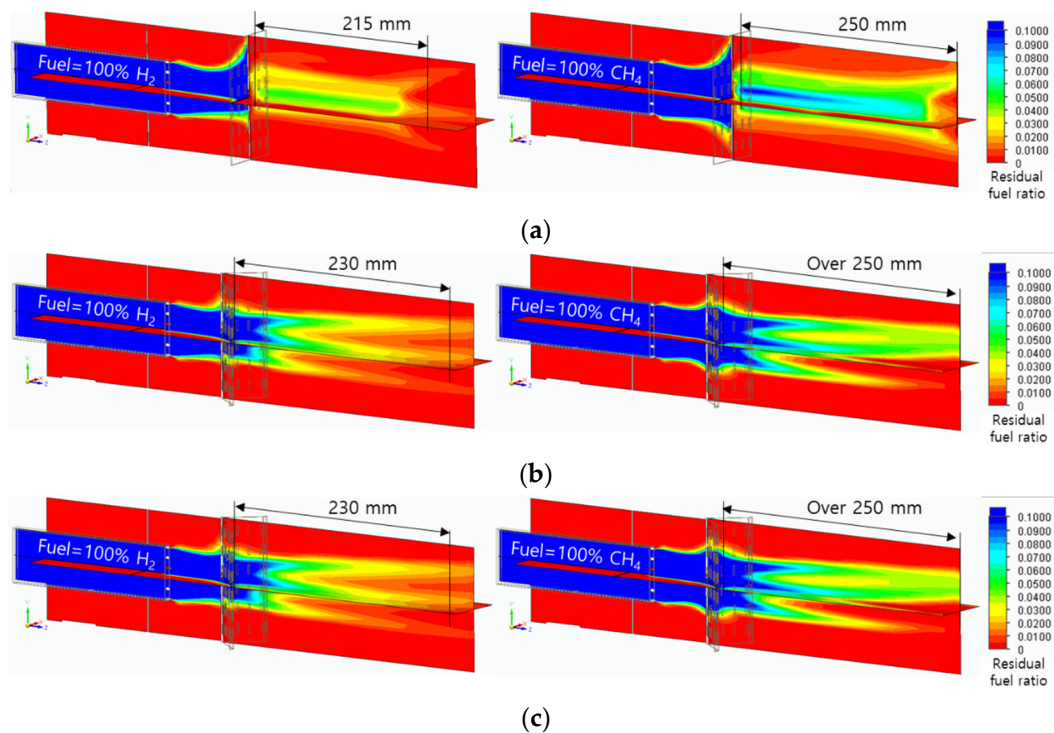 215 mm
250 mm
Fuel=100% H₂
Fuel=100% CH₄
0.1000
0.0900
0.0800
0.0700
0.0600
0.0500
0.0400
0.0300
0.0200
0.0100
0
Residual
fuel ratio
(a)
230 mm
Over 250 mm
Fuel=100% H₂
Fuel=100% CH₄
0.1000
0.0900
0.0800
0.0700
0.0600
0.0500
0.0400
0.0300
0.0200
0.0100
0
Residual
fuel ratio
(b)
230 mm
Over 250 mm
Fuel=100% H₂
Fuel=100% CH₄
0.1000
0.0900
0.0800
0.0700
0.0600
0.0500
0.0400
0.0300
0.0200
0.0100
0
Residual
fuel ratio
(c)